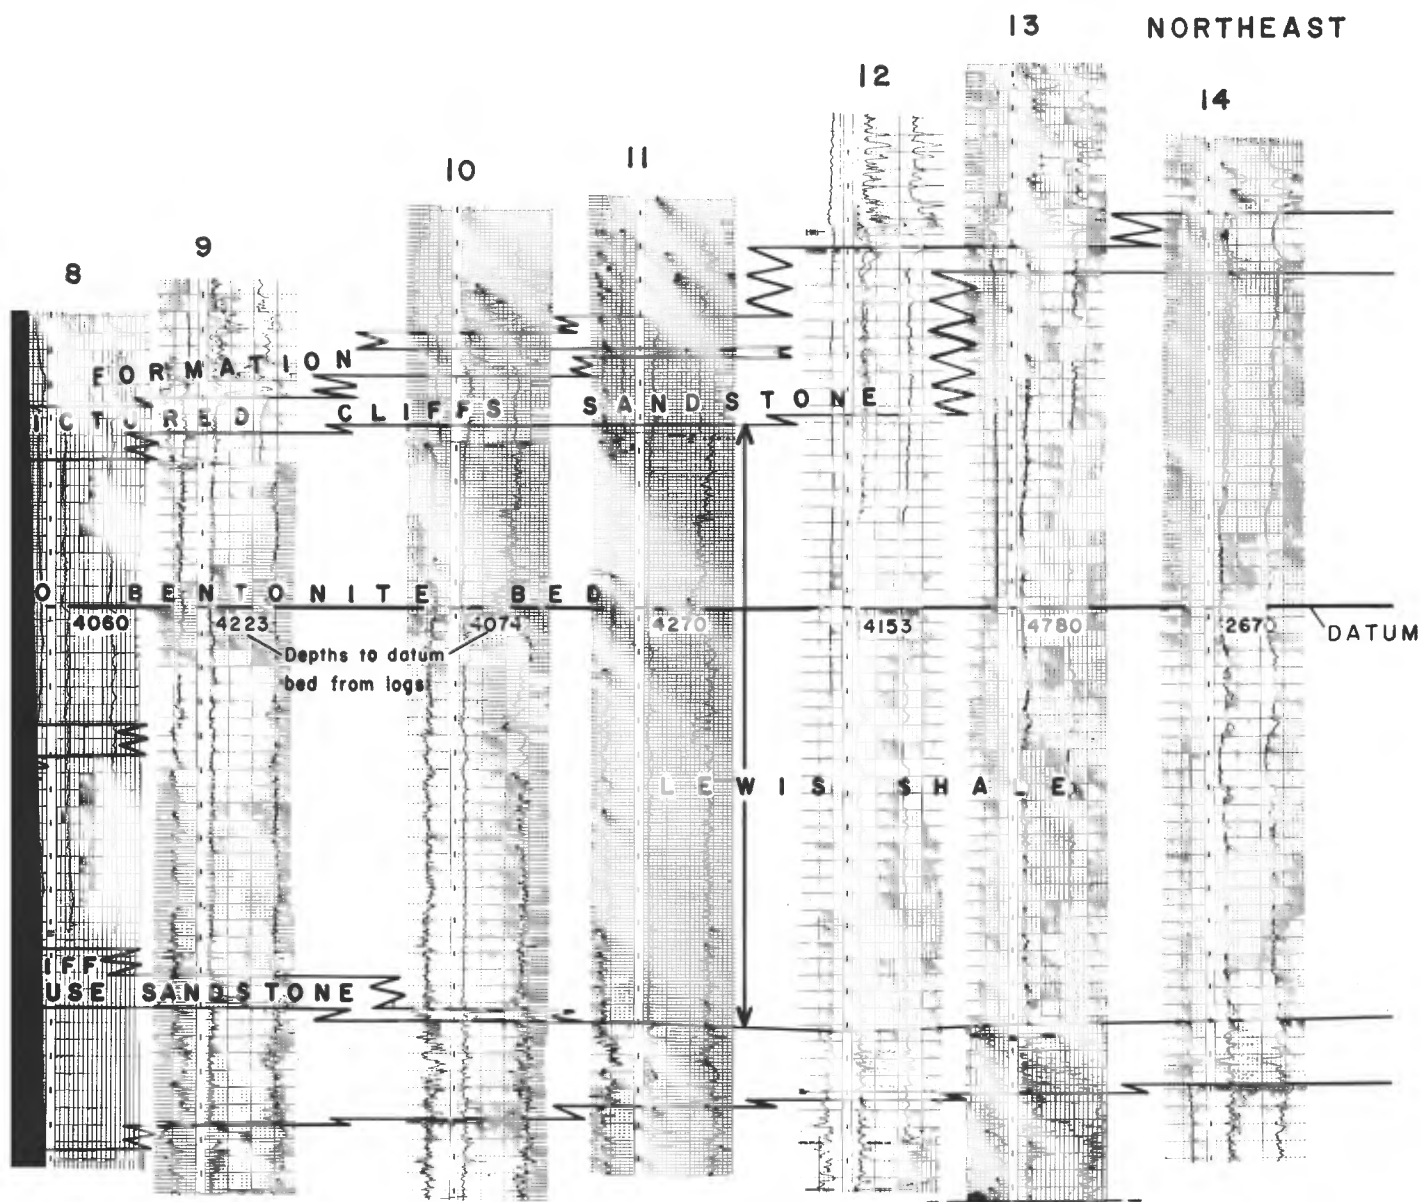 13 NORTHEAST
12
14
11
10
9
8
FORMATION
ICTURED CLIFFS SANDSTONE
O BENTONITE BED
4060 4223 4074 4270 4153 4780 2670
DATUM
Depths to datum
bed from logs
LEWIS SHALE
IFF
USE SANDSTONE